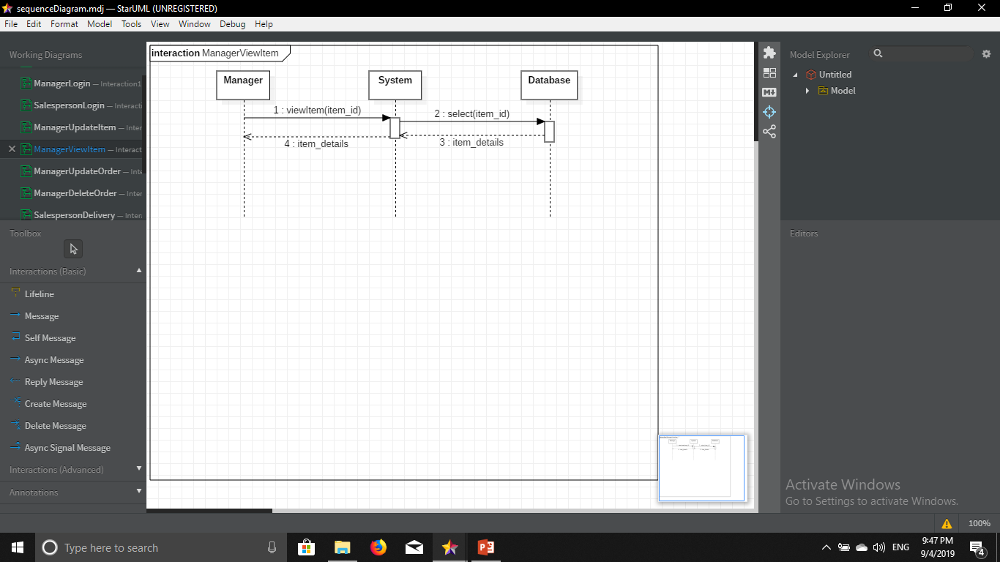 sequenceDiagram.mdj — StarUML (UNREGISTERED)
File Edit Format Model Tools View Window Debug Help
Working Diagrams
ManagerLogin — Interaction1
SalespersonLogin — Interacti
ManagerUpdateItem — Intera
ManagerViewItem — Interact
ManagerUpdateOrder — Inte
ManagerDeleteOrder — Inter
SalespersonDelivery — Intera
Toolbox
Interactions (Basic)
Lifeline
Message
Self Message
Async Message
Reply Message
Create Message
Delete Message
Async Signal Message
Interactions (Advanced)
Annotations
interaction ManagerViewItem
Manager
System
Database
1 : viewItem(item_id)
2 : select(item_id)
3 : item_details
4 : item_details
Model Explorer
Untitled
Model
Editors
Activate Windows
Go to Settings to activate Windows.
100%
Type here to search
ENG
9:47 PM
9/4/2019
4